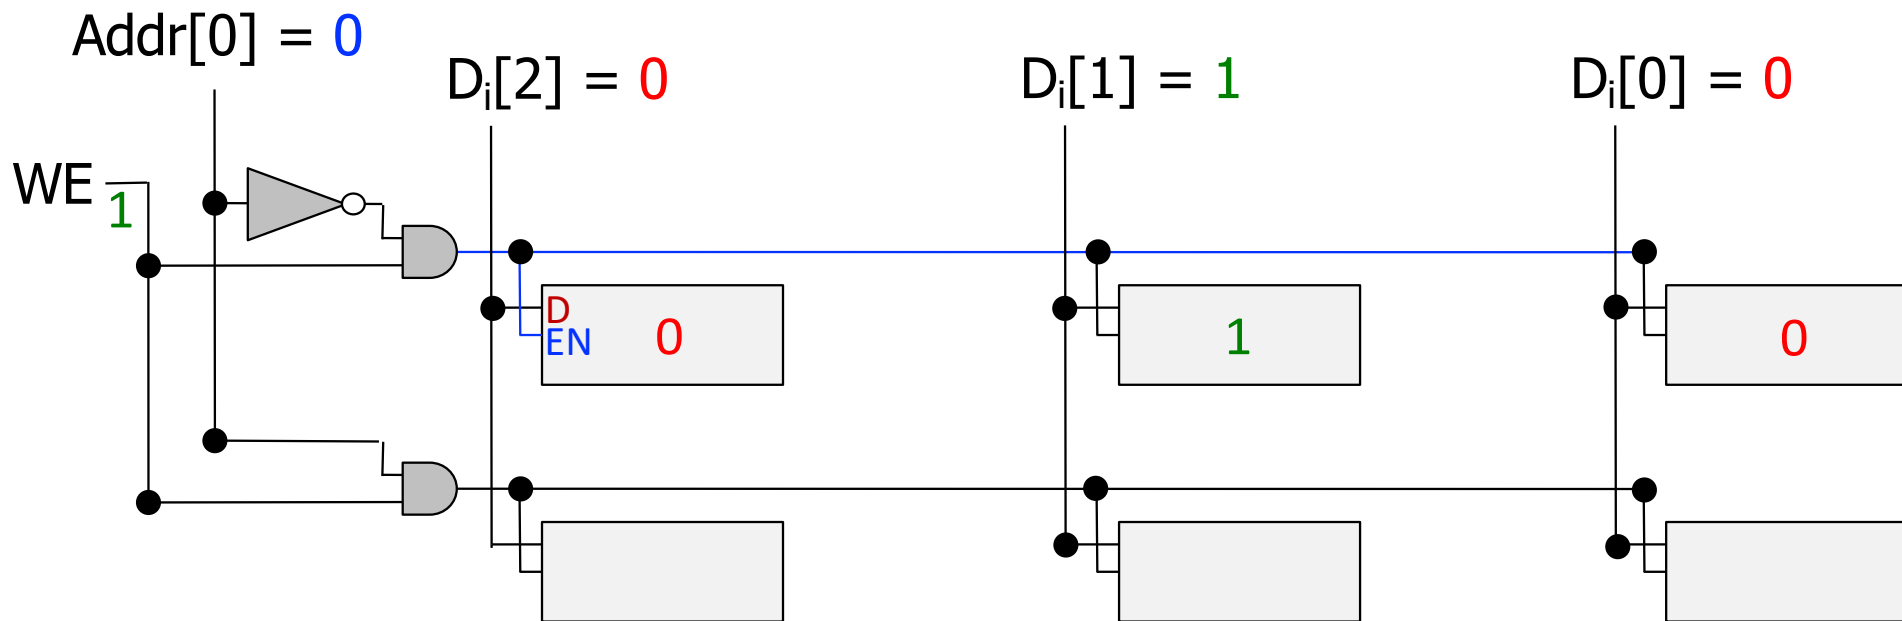 Addr[0] = 0
Di[2] = 0
Di[1] = 1
Di[0] = 0
WE
1
D
EN
0
1
0